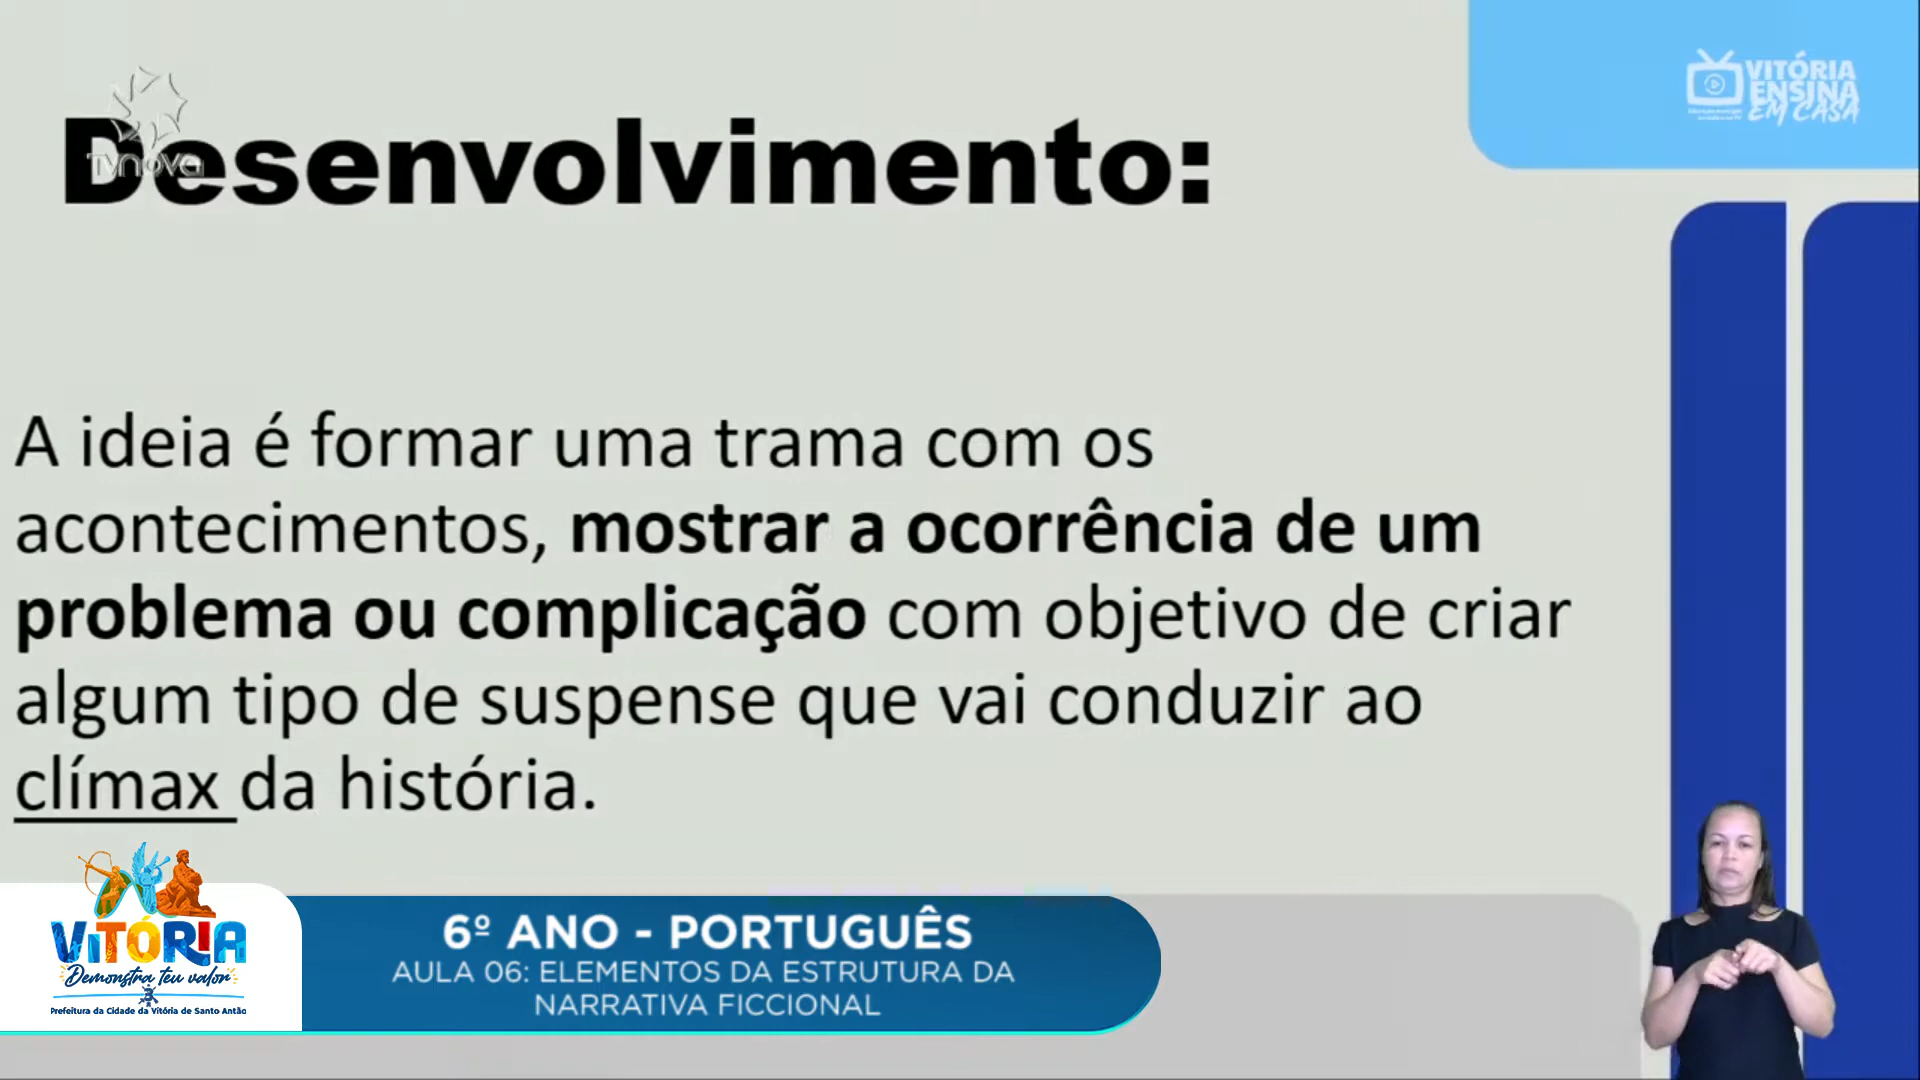 Desenvolvimento:
TVNOVA
VITÓRIA
ENSINA
EM CASA
A ideia é formar uma trama com os
acontecimentos, mostrar a ocorrência de um
problema ou complicação com objetivo de criar
algum tipo de suspense que vai conduzir ao
clímax da história.
VITÓRIA
Demonstra teu valor
Prefeitura da Cidade da Vitória de Santo Antão
6º ANO - PORTUGUÊS
AULA 06: ELEMENTOS DA ESTRUTURA DA
NARRATIVA FICCIONAL